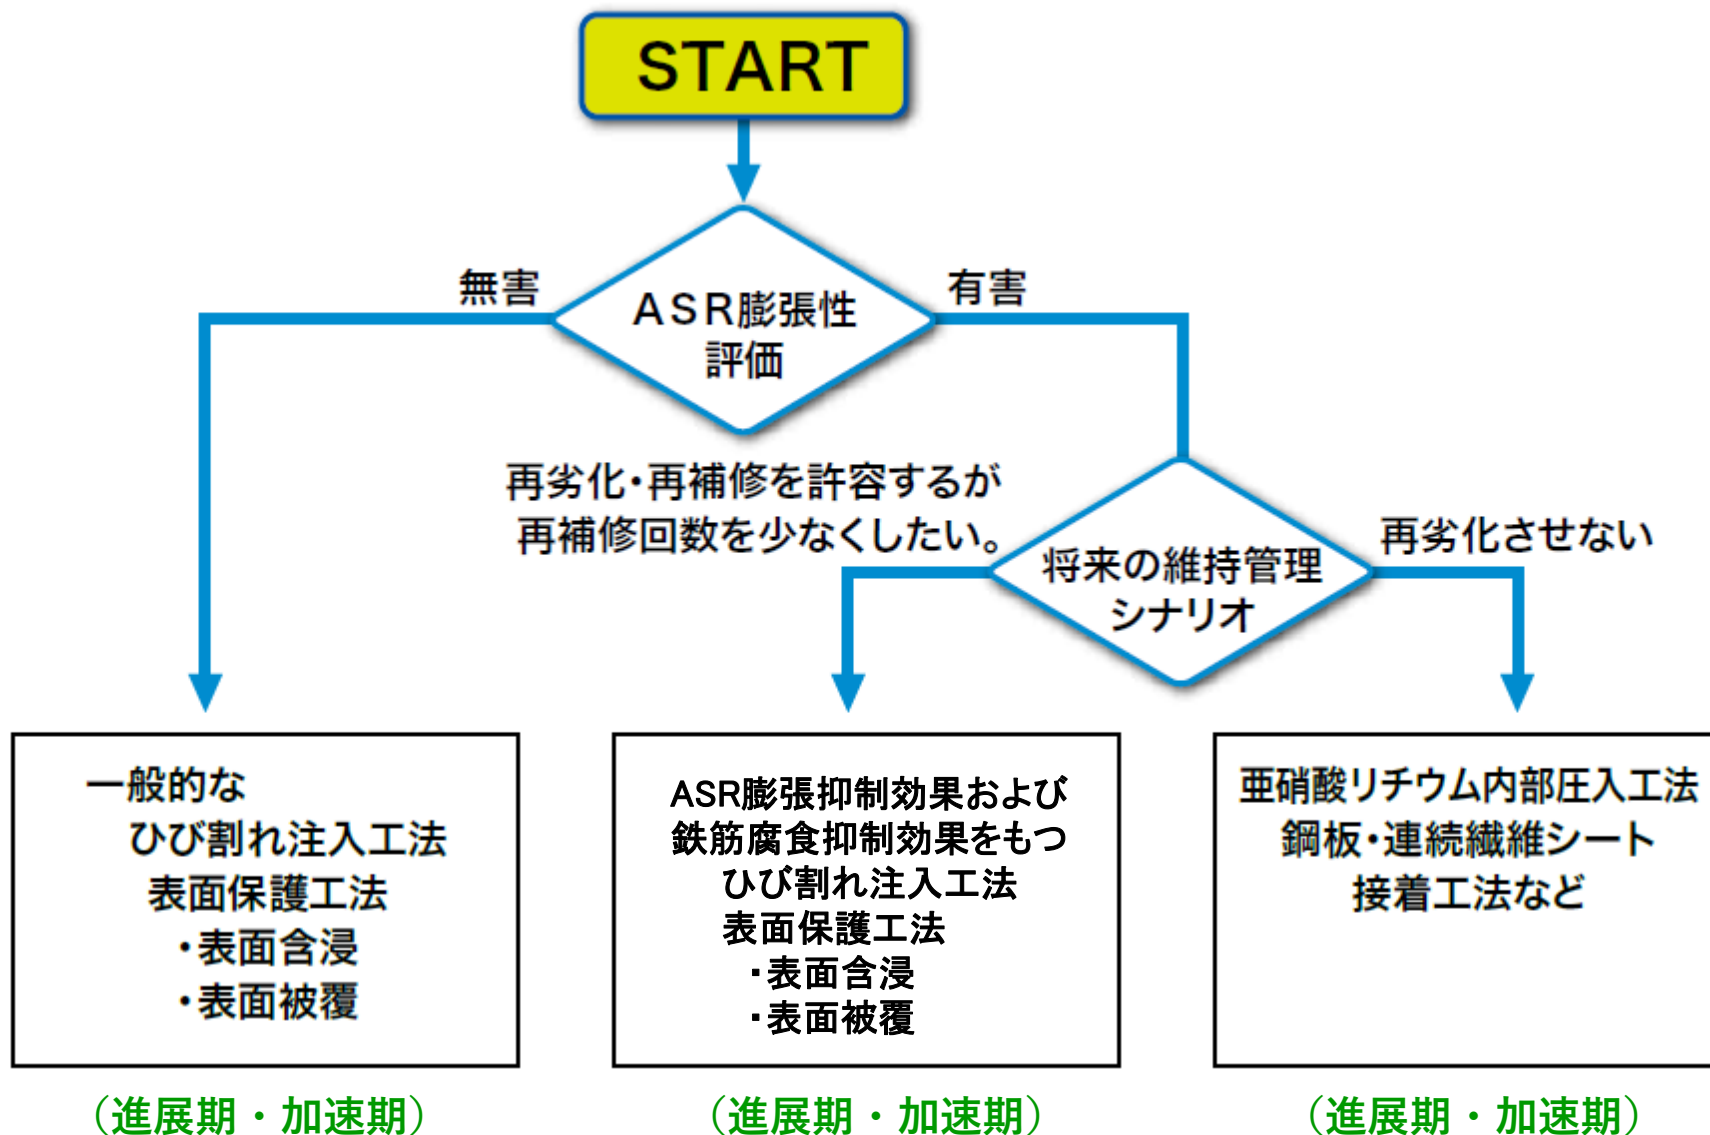 START
無害
ASR膨張性
評価
有害
再劣化・再補修を許容するが
再補修回数を少なくしたい。
将来の維持管理
シナリオ
再劣化させない
一般的な
ひび割れ注入工法
表面保護工法
・表面含浸
・表面被覆
ASR膨張抑制効果および
鉄筋腐食抑制効果をもつ
ひび割れ注入工法
表面保護工法
・表面含浸
・表面被覆
亜硝酸リチウム内部圧入工法
鋼板・連続繊維シート
接着工法など
(進展期・加速期)
(進展期・加速期)
(進展期・加速期)